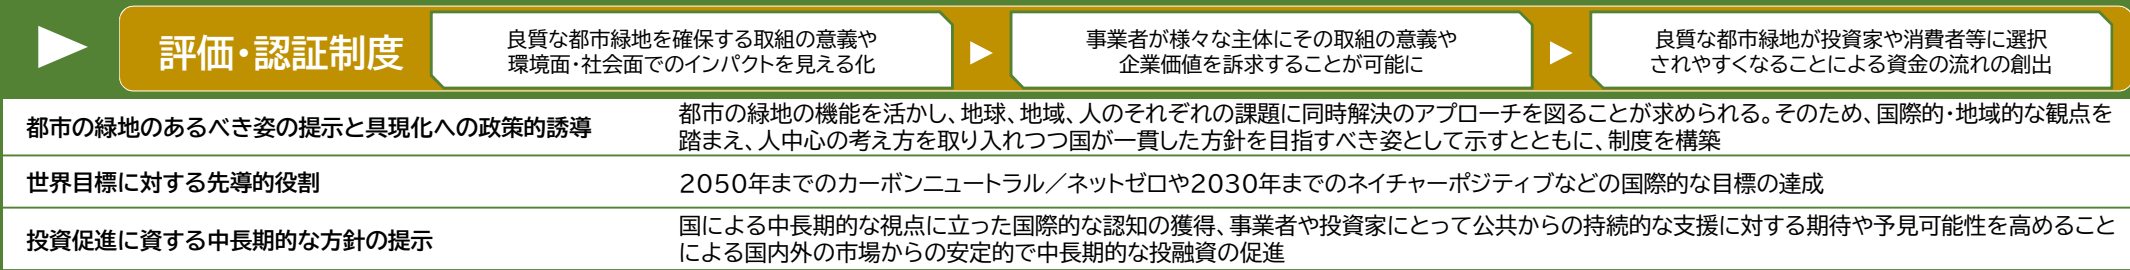 評価・認証制度
良質な都市緑地を確保する取組の意義や
環境面・社会面でのインパクトを見える化
事業者が様々な主体にその取組の意義や
企業価値を訴求することが可能に
良質な都市緑地が投資家や消費者等に選択
されやすくなることによる資金の流れの創出
都市の緑地のあるべき姿の提示と具現化への政策的誘導
都市の緑地の機能を活かし、地球、地域、人のそれぞれの課題に同時解決のアプローチを図ることが求められる。そのため、国際的・地域的な観点を
踏まえ、人中心の考え方を取り入れつつ国が一貫した方針を目指すべき姿として示すとともに、制度を構築
世界目標に対する先導的役割
2050年までのカーボンニュートラル／ネットゼロや2030年までのネイチャーポジティブなどの国際的な目標の達成
投資促進に資する中長期的な方針の提示
国による中長期的な視点に立った国際的な認知の獲得、事業者や投資家にとって公共からの持続的な支援に対する期待や予見可能性を高めること
による国内外の市場からの安定的で中長期的な投融資の促進